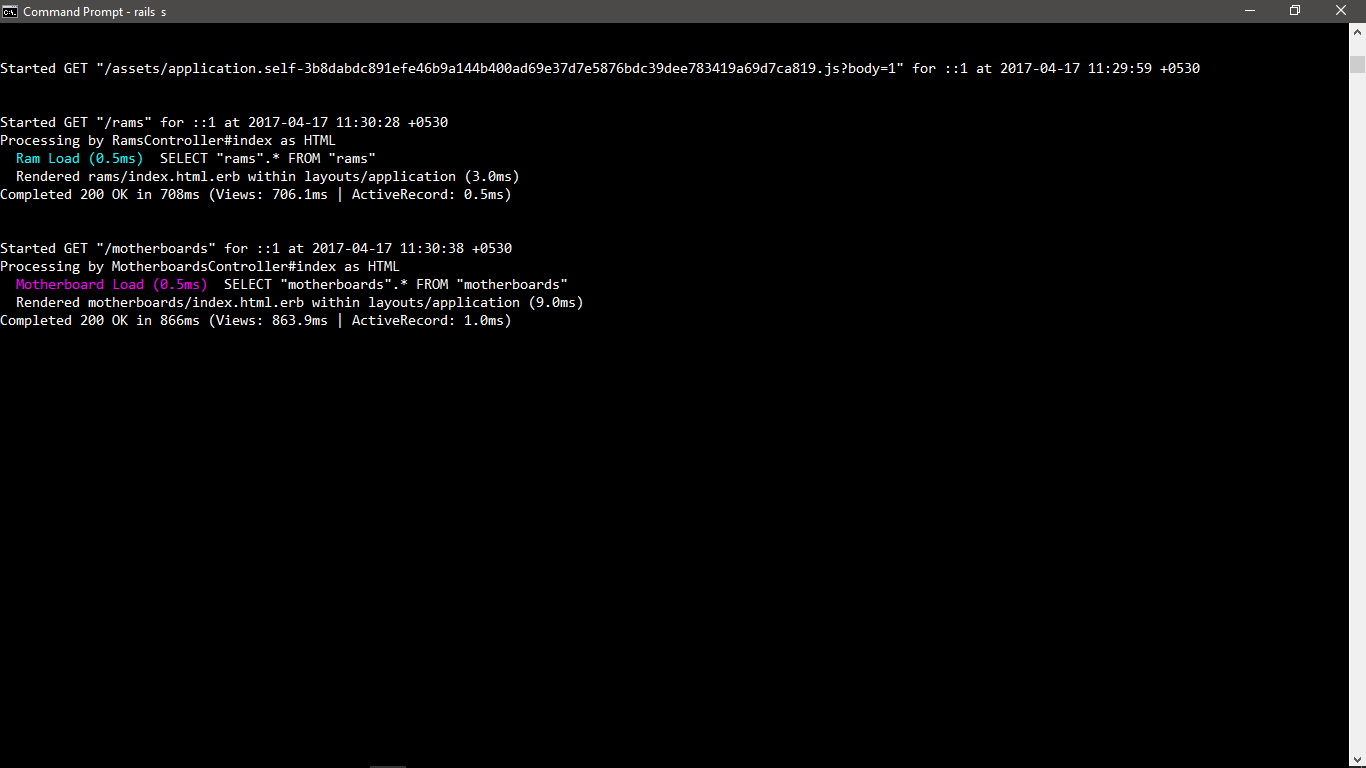 Command Prompt - rails  s
Started GET "/assets/application.self-3b8dabdc891efe46b9a144b400ad69e37d7e5876bdc39dee783419a69d7ca819.js?body=1" for ::1 at 2017-04-17 11:29:59 +0530
Started GET "/rams" for ::1 at 2017-04-17 11:30:28 +0530
Processing by RamsController#index as HTML
  Ram Load (0.5ms)  SELECT "rams".* FROM "rams"
  Rendered rams/index.html.erb within layouts/application (3.0ms)
Completed 200 OK in 708ms (Views: 706.1ms | ActiveRecord: 0.5ms)
Started GET "/motherboards" for ::1 at 2017-04-17 11:30:38 +0530
Processing by MotherboardsController#index as HTML
  Motherboard Load (0.5ms)  SELECT "motherboards".* FROM "motherboards"
  Rendered motherboards/index.html.erb within layouts/application (9.0ms)
Completed 200 OK in 866ms (Views: 863.9ms | ActiveRecord: 1.0ms)